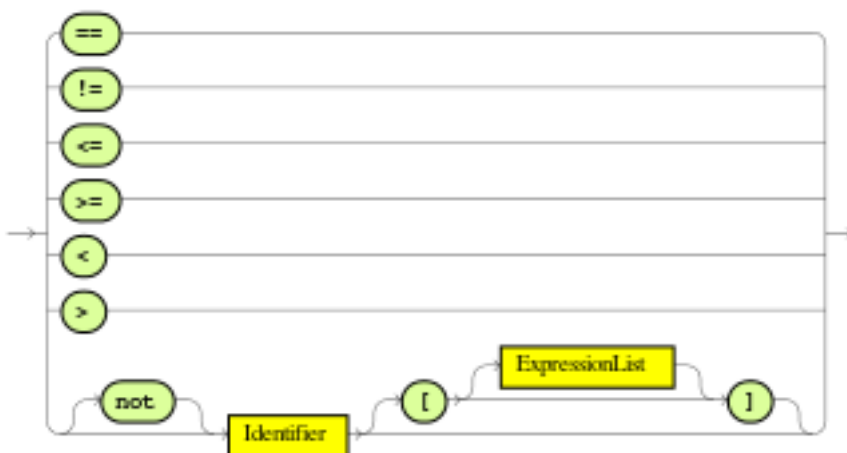 ==
!=
<=
>=
<
>
ExpressionList
not [ ]
Identifier